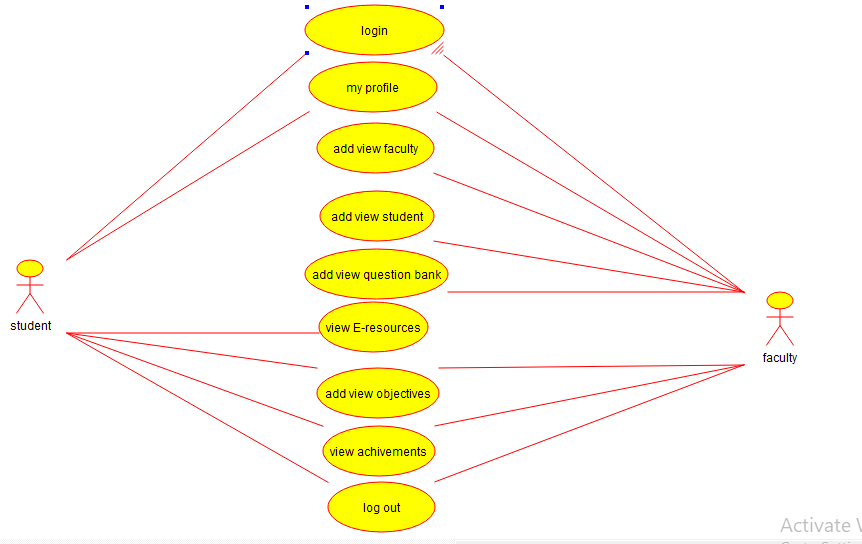 login
my profile
add view faculty
add view student
add view question bank
view E-resources
student
faculty
add view objectives
view achivements
log out
Activate